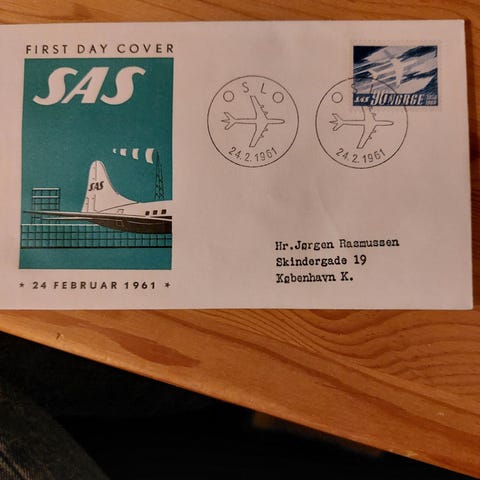 FIRST DAY COVER
SAS
SAS
* 24 FEBRUAR 1961 *
OSLO
24.2.1961
24.2.1961
SAS 90 NORGE
Hr.Jørgen Rasmussen
Skindergade 19
København K.